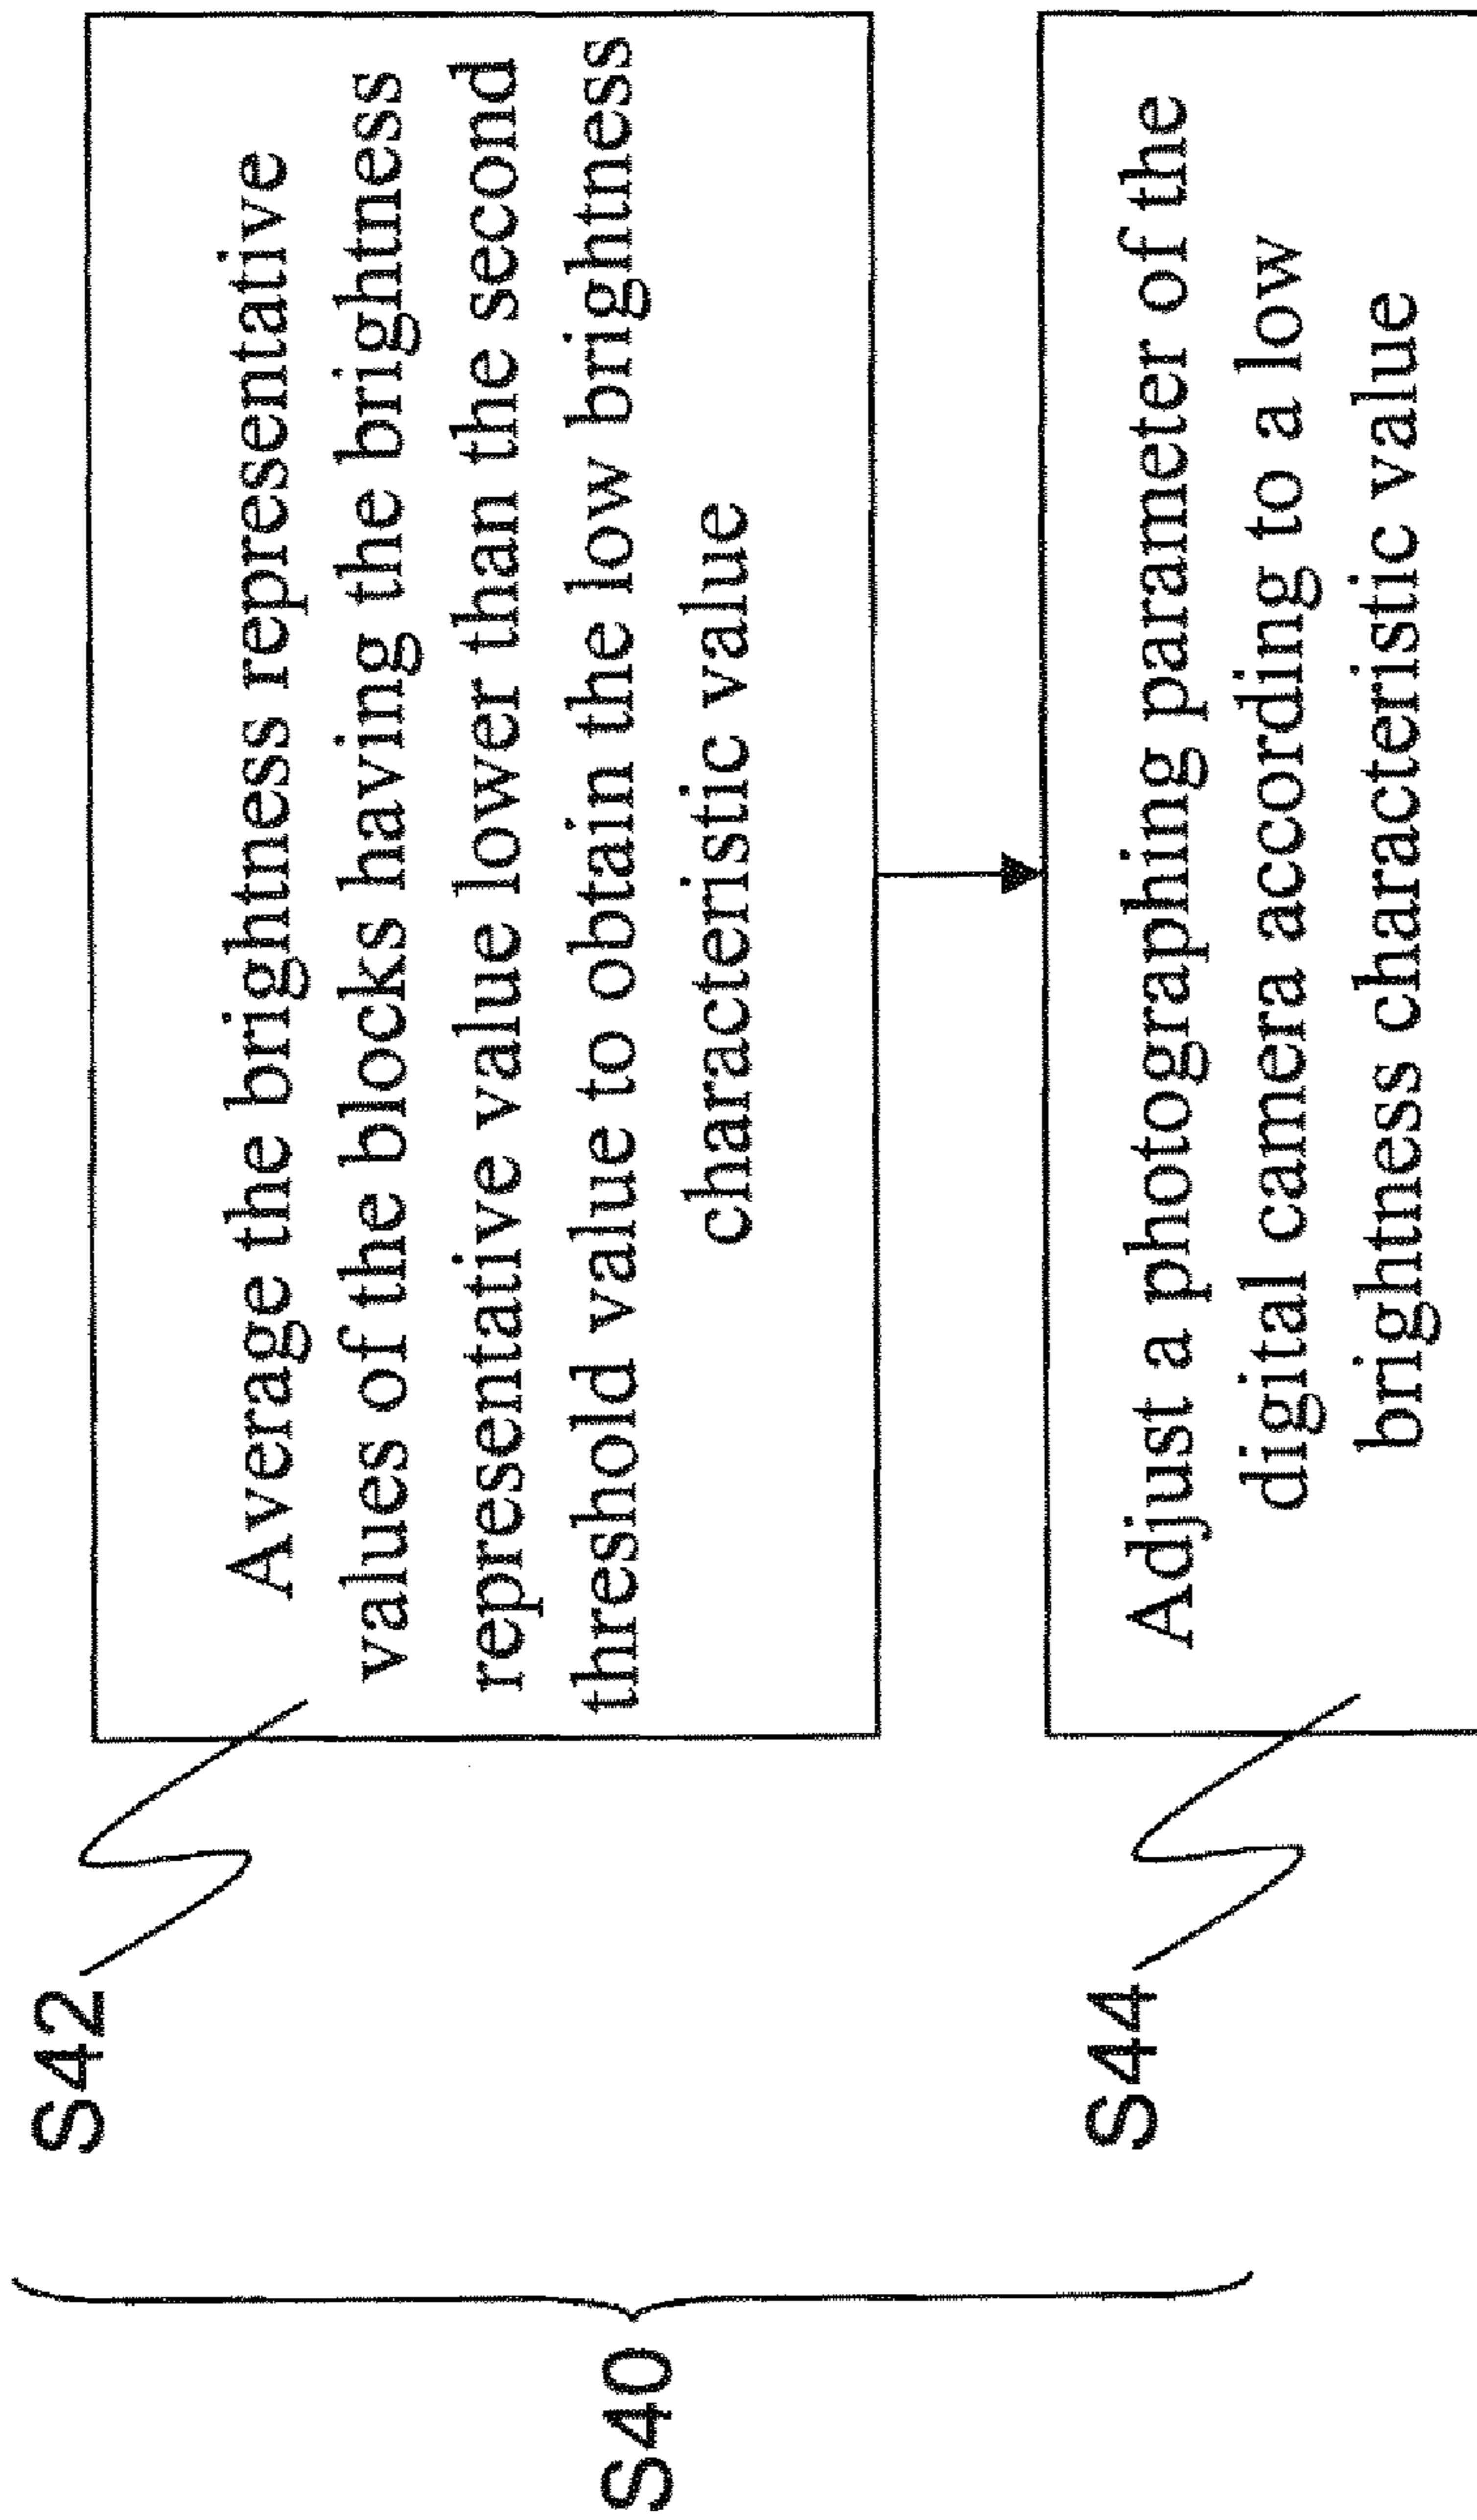 S40
S42
Average the brightness representative
values of the blocks having the brightness
representative value lower than the second
threshold value to obtain the low brightness
characteristic value
S44
Adjust a photographing parameter of the
digital camera according to a low
brightness characteristic value